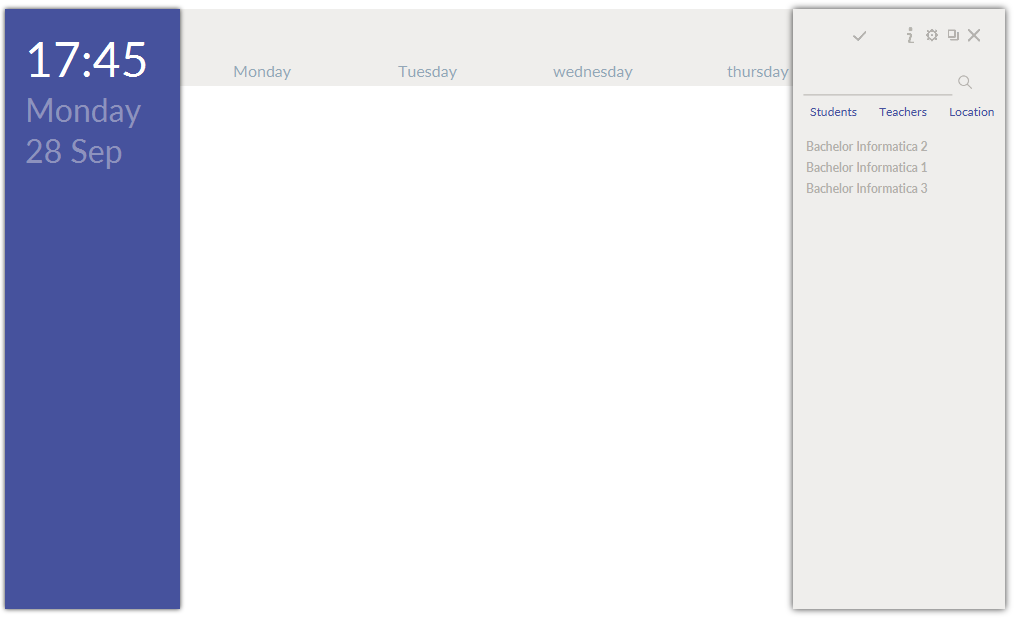 17:45
Monday
28 Sep
Monday Tuesday wednesday thursday
Students Teachers Location
Bachelor Informatica 2
Bachelor Informatica 1
Bachelor Informatica 3